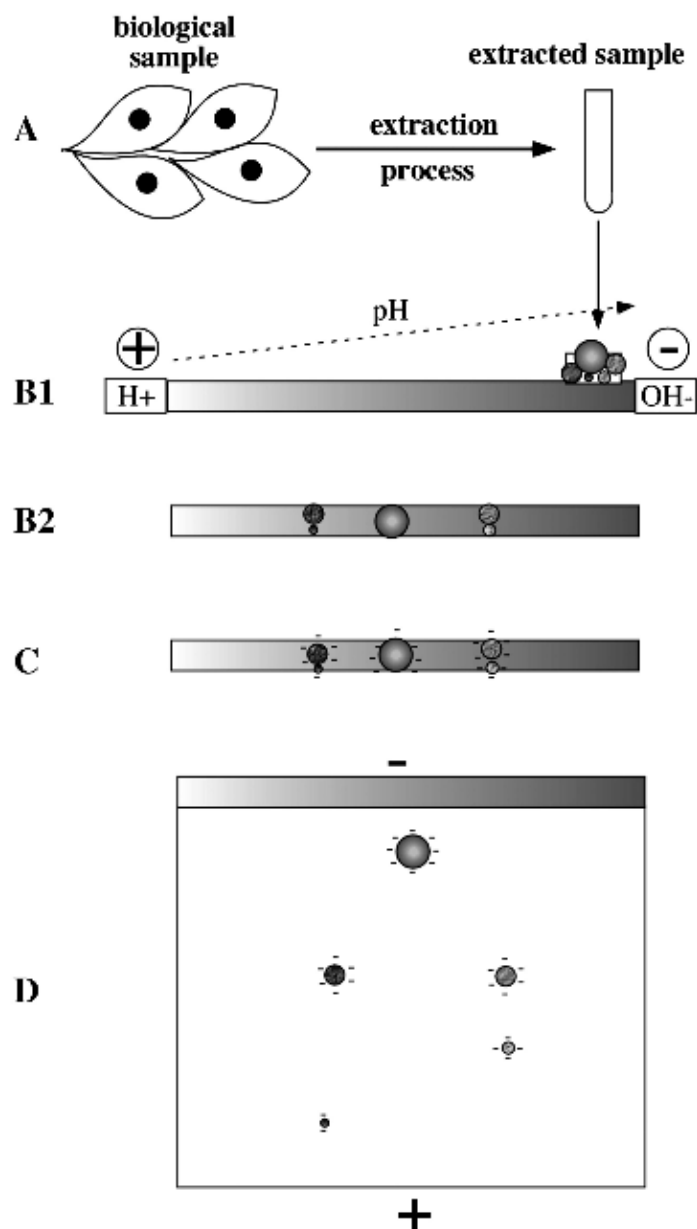 biological
sample
extracted sample
A
extraction
process
pH
+
-
B1
H+
OH-
B2
C
-
D
+